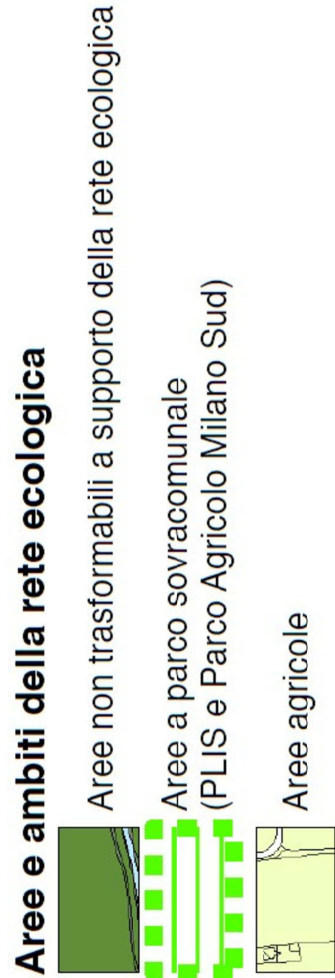 Aree e ambiti della rete ecologica
Aree non trasformabili a supporto della rete ecologica
Aree a parco sovracomunale
(PLIS e Parco Agricolo Milano Sud)
Aree agricole